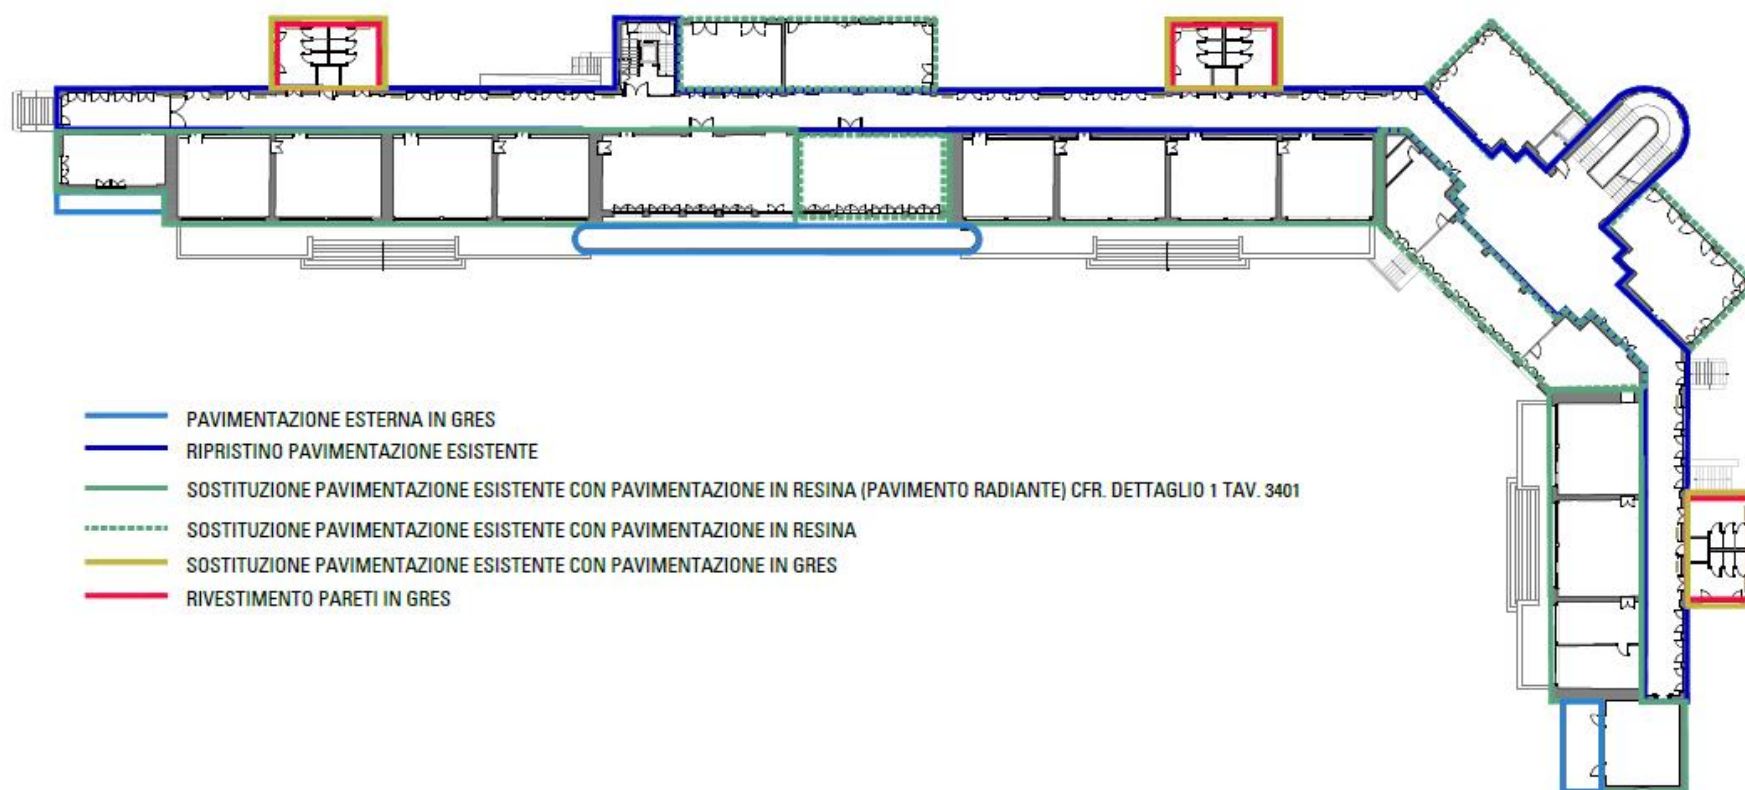 PAVIMENTAZIONE ESTERNA IN GRES
RIPRISTINO PAVIMENTAZIONE ESISTENTE
SOSTITUZIONE PAVIMENTAZIONE ESISTENTE CON PAVIMENTAZIONE IN RESINA (PAVIMENTO RADIANTE) CFR. DETTAGLIO 1 TAV. 3401
SOSTITUZIONE PAVIMENTAZIONE ESISTENTE CON PAVIMENTAZIONE IN RESINA
SOSTITUZIONE PAVIMENTAZIONE ESISTENTE CON PAVIMENTAZIONE IN GRES
RIVESTIMENTO PARETI IN GRES